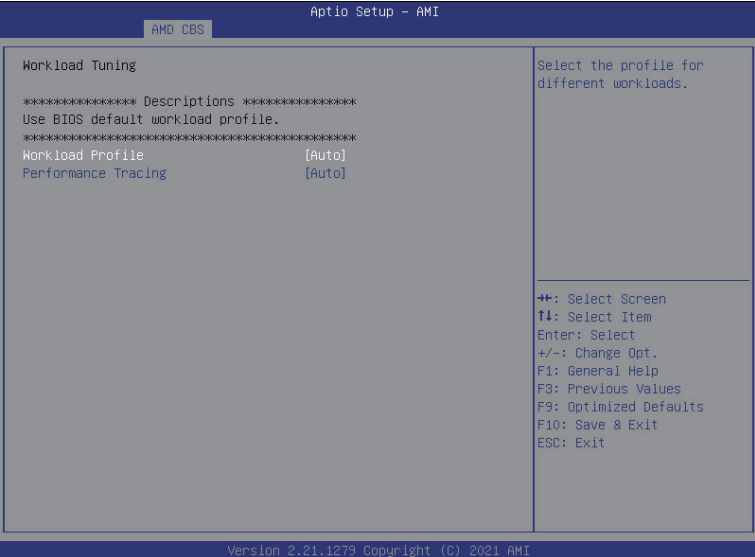 Aptio Setup – AMI
AMD CBS
Workload Tuning
*************** Descriptions ***************
Use BIOS default workload profile.
********************************************
Workload Profile [Auto]
Performance Tracing [Auto]
Select the profile for
different workloads.
→←: Select Screen
↑↓: Select Item
Enter: Select
+/-: Change Opt.
F1: General Help
F3: Previous Values
F9: Optimized Defaults
F10: Save & Exit
ESC: Exit
Version 2.21.1279 Copyright (C) 2021 AMI